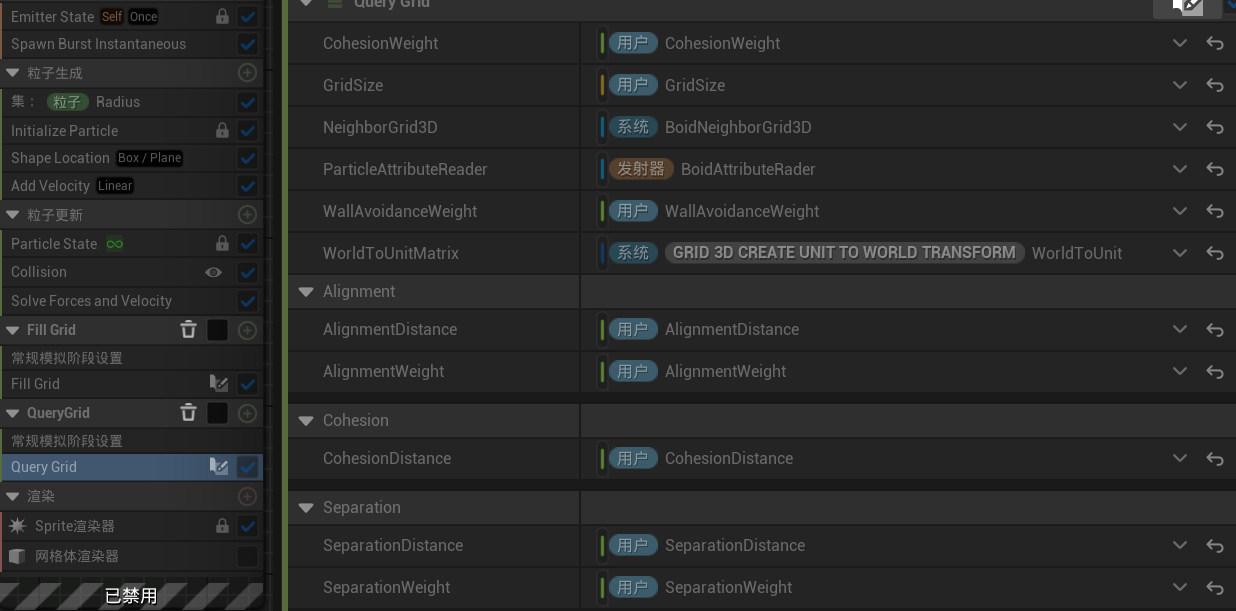 Emitter State Self Once
Spawn Burst Instantaneous
粒子生成
集： 粒子 Radius
Initialize Particle
Shape Location Box / Plane
Add Velocity Linear
粒子更新
Particle State ∞
Collision
Solve Forces and Velocity
Fill Grid
常规模拟阶段设置
Fill Grid
QueryGrid
常规模拟阶段设置
Query Grid
渲染
Sprite渲染器
网格体渲染器
已禁用
Query Grid
CohesionWeight 用户 CohesionWeight
GridSize 用户 GridSize
NeighborGrid3D 系统 BoidNeighborGrid3D
ParticleAttributeReader 发射器 BoidAttributeRader
WallAvoidanceWeight 用户 WallAvoidanceWeight
WorldToUnitMatrix 系统 GRID 3D CREATE UNIT TO WORLD TRANSFORM WorldToUnit
Alignment
AlignmentDistance 用户 AlignmentDistance
AlignmentWeight 用户 AlignmentWeight
Cohesion
CohesionDistance 用户 CohesionDistance
Separation
SeparationDistance 用户 SeparationDistance
SeparationWeight 用户 SeparationWeight